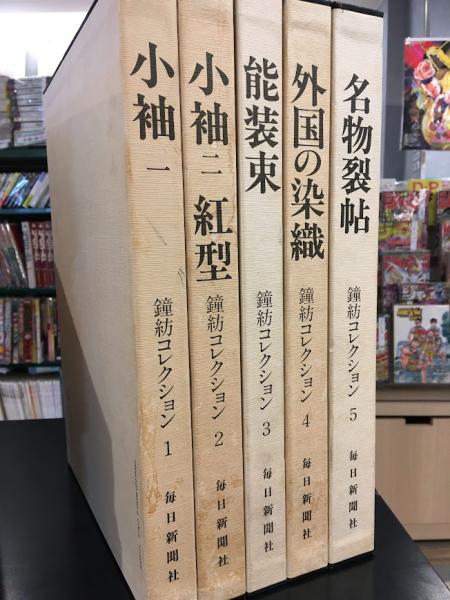 小袖 一
鐘紡コレクション 1
毎日新聞社
小袖 二 紅型
鐘紡コレクション 2
毎日新聞社
能装束
鐘紡コレクション 3
毎日新聞社
外国の染織
鐘紡コレクション 4
毎日新聞社
名物裂帖
鐘紡コレクション 5
毎日新聞社